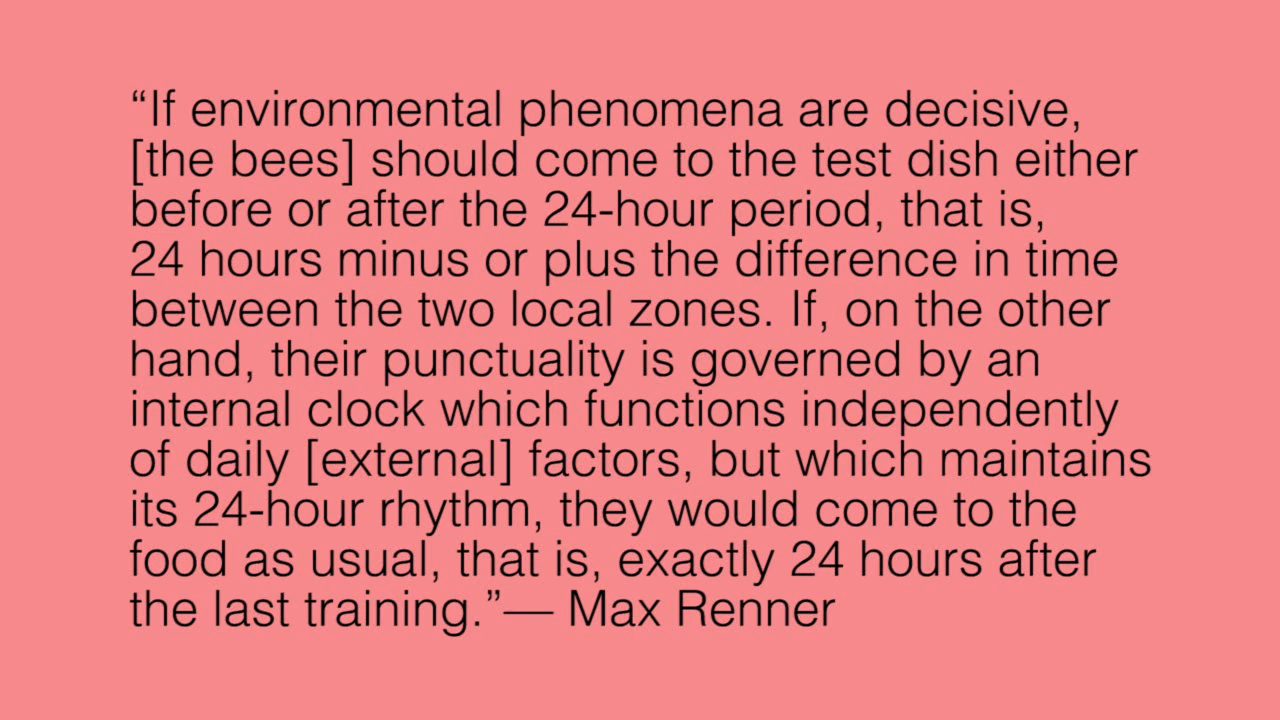 “If environmental phenomena are decisive,
[the bees] should come to the test dish either
before or after the 24-hour period, that is,
24 hours minus or plus the difference in time
between the two local zones. If, on the other
hand, their punctuality is governed by an
internal clock which functions independently
of daily [external] factors, but which maintains
its 24-hour rhythm, they would come to the
food as usual, that is, exactly 24 hours after
the last training.”— Max Renner